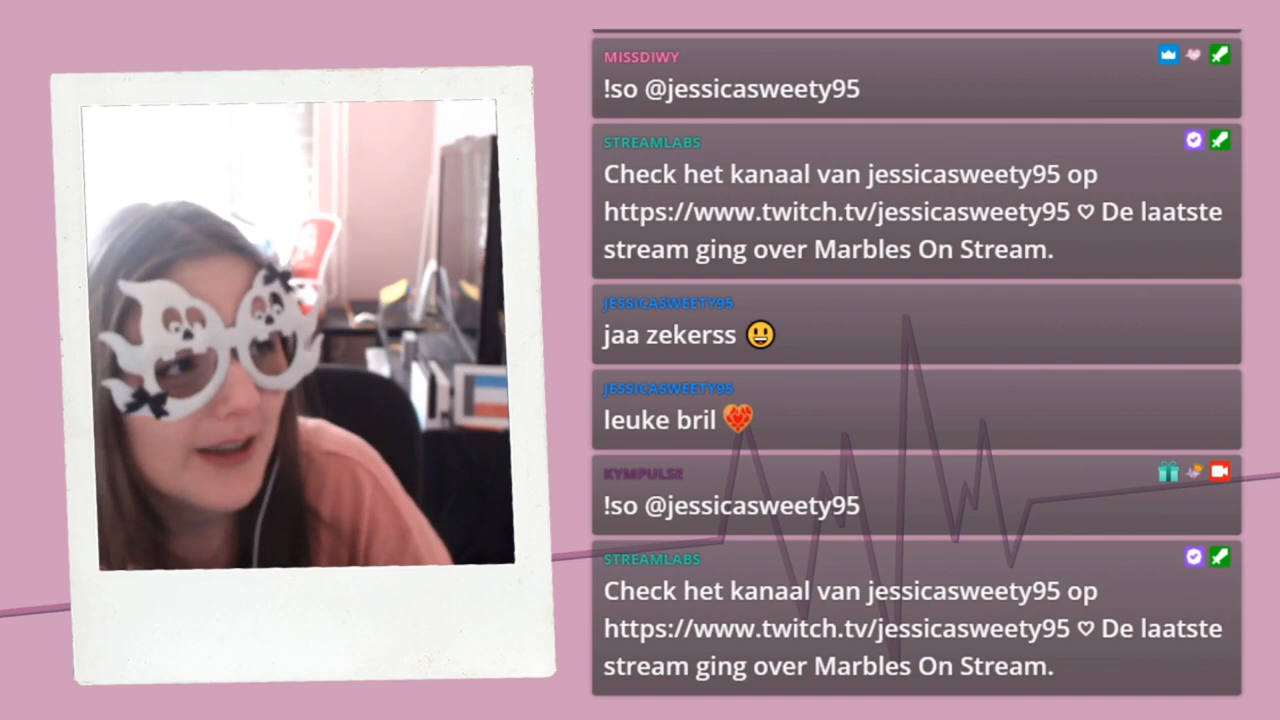 MISSDIWY
!so @jessicasweety95
STREAMLABS
Check het kanaal van jessicasweety95 op
https://www.twitch.tv/jessicasweety95 ♡ De laatste
stream ging over Marbles On Stream.
JESSICASWEETY95
jaa zekerss 😃
JESSICASWEETY95
leuke bril
KYMPULSE
!so @jessicasweety95
STREAMLABS
Check het kanaal van jessicasweety95 op
https://www.twitch.tv/jessicasweety95 ♡ De laatste
stream ging over Marbles On Stream.